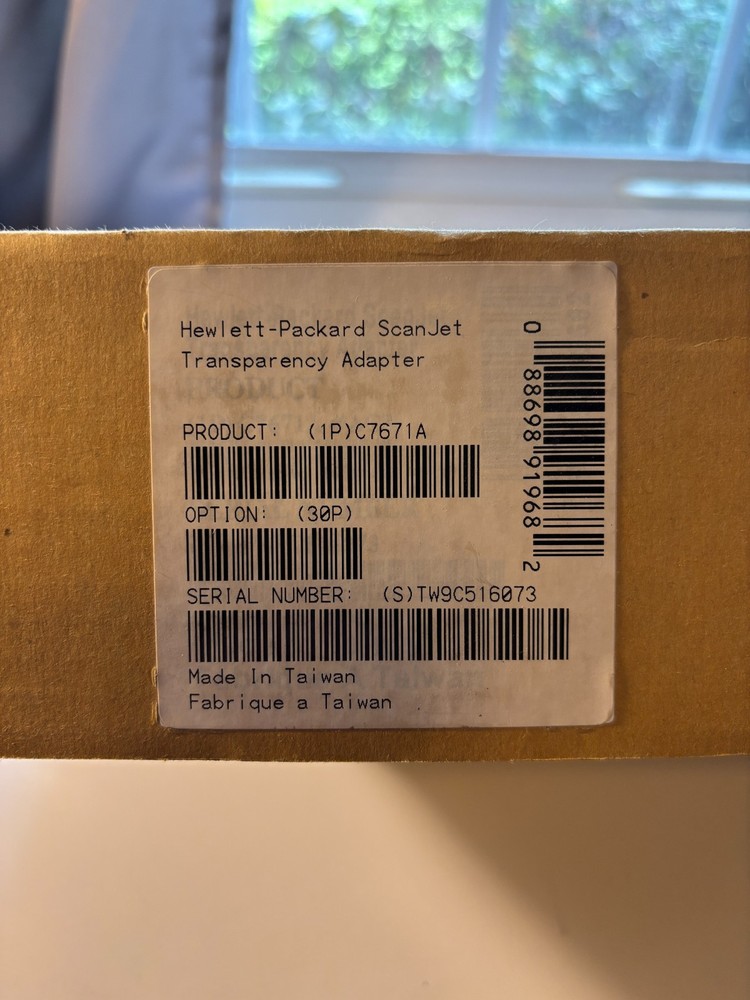 Hewlett-Packard ScanJet
Transparency Adapter
PRODUCT: (1P)C7671A
OPTION: (30P)
SERIAL NUMBER: (S)TW9C516073
Made In Taiwan
Fabrique a Taiwan
0 88698 91968 2